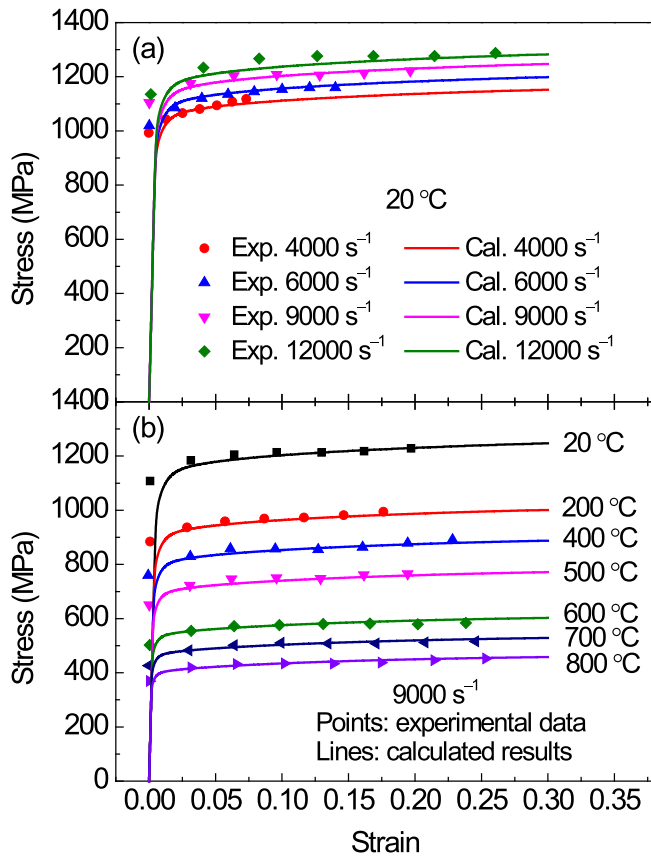 (a)
1400
1200
1000
800
600
400
200
Stress (MPa)
20 °C
Exp. 4000 s⁻¹
Cal. 4000 s⁻¹
Exp. 6000 s⁻¹
Cal. 6000 s⁻¹
Exp. 9000 s⁻¹
Cal. 9000 s⁻¹
Exp. 12000 s⁻¹
Cal. 12000 s⁻¹
(b)
1200
1000
800
600
400
200
0
Stress (MPa)
20 °C
200 °C
400 °C
500 °C
600 °C
700 °C
800 °C
9000 s⁻¹
Points: experimental data
Lines: calculated results
0.00 0.05 0.10 0.15 0.20 0.25 0.30 0.35
Strain